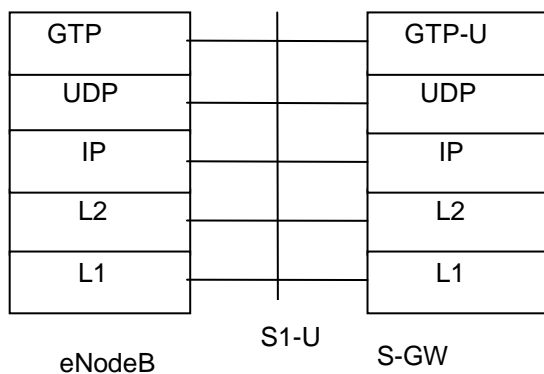 GTP GTP-U
UDP UDP
IP IP
L2 L2
L1 L1
S1-U
eNodeB S-GW